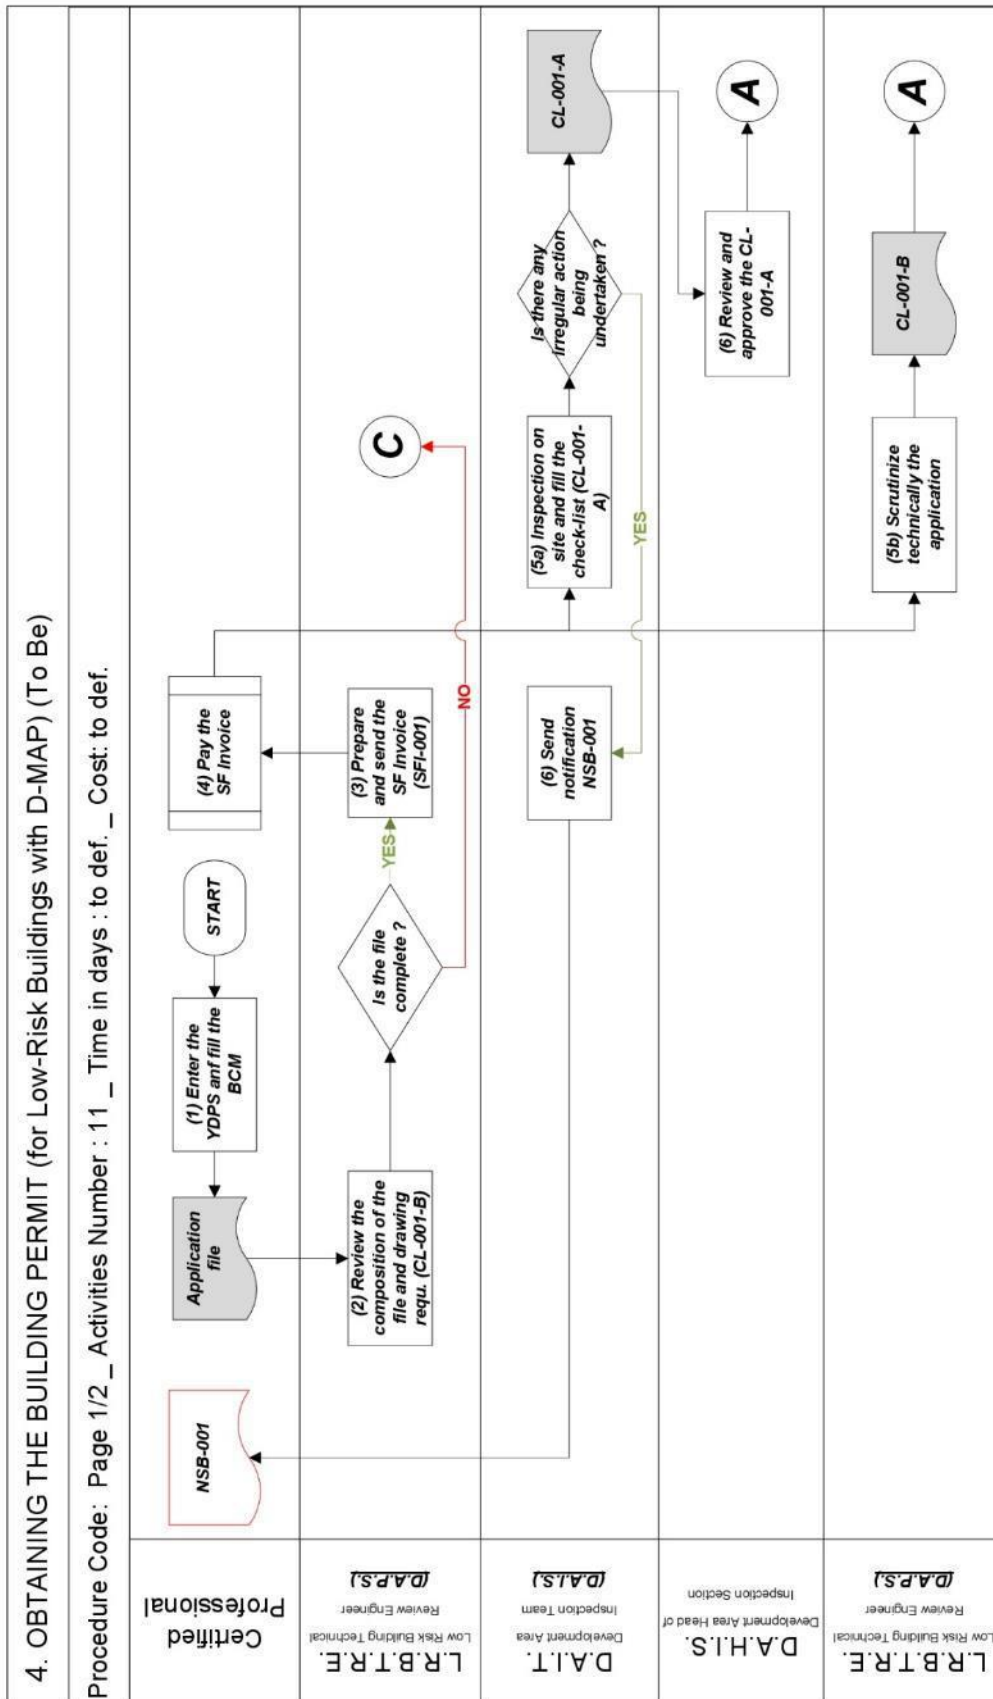 4. OBTAINING THE BUILDING PERMIT (for Low-Risk Buildings with D-MAP) (To Be)
Procedure Code: Page 1/2 _ Activities Number : 11 _ Time in days : to def. _ Cost: to def.
Certified
Professional
NSB-001
Application
file
(1) Enter the
YDPS anf fill the
BCM
START
(4) Pay the
SF Invoice
L.R.B.T.R.E.
Low Risk Building Technical
Review Engineer
(D.A.P.S.)
(2) Review the
composition of the
file and drawing
requ. (CL-001-B)
Is the file
complete ?
YES
NO
(3) Prepare
and send the
SF Invoice
(SFI-001)
C
D.A.I.T.
Development Area
Inspection Team
(D.A.I.S.)
(6) Send
notification
NSB-001
(5a) Inspection on
site and fill the
check-list (CL-001-
A)
Is there any
irregular action
being
undertaken ?
YES
CL-001-A
D.A.H.I.S.
Development Area Head of
Inspection Section
(6) Review and
approve the CL-
001-A
A
L.R.B.T.R.E.
Low Risk Building Technical
Review Engineer
(D.A.P.S.)
(5b) Scrutinize
technically the
application
CL-001-B
A